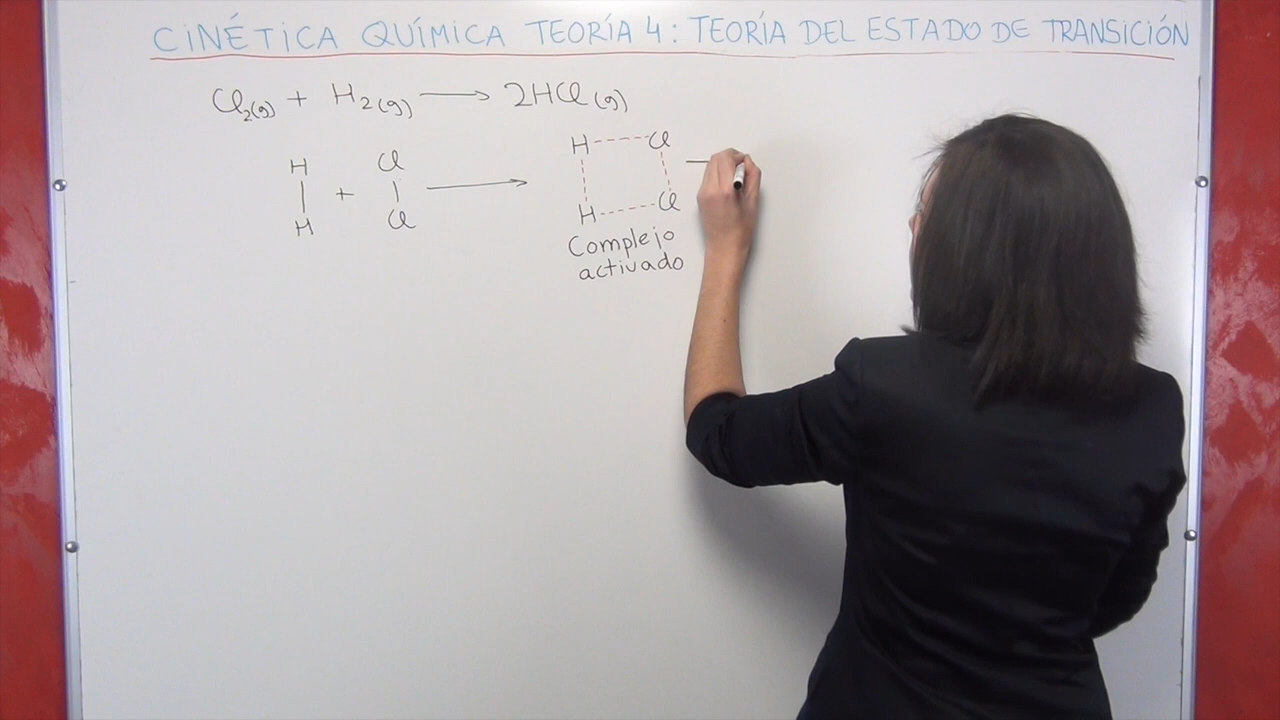 CINÉTICA QUÍMICA TEORÍA 4: TEORÍA DEL ESTADO DE TRANSICIÓN
Cl₂(g) + H₂(g) → 2HCl(g)
H Cl H Cl
+ →
H Cl H Cl
Complejo
activado